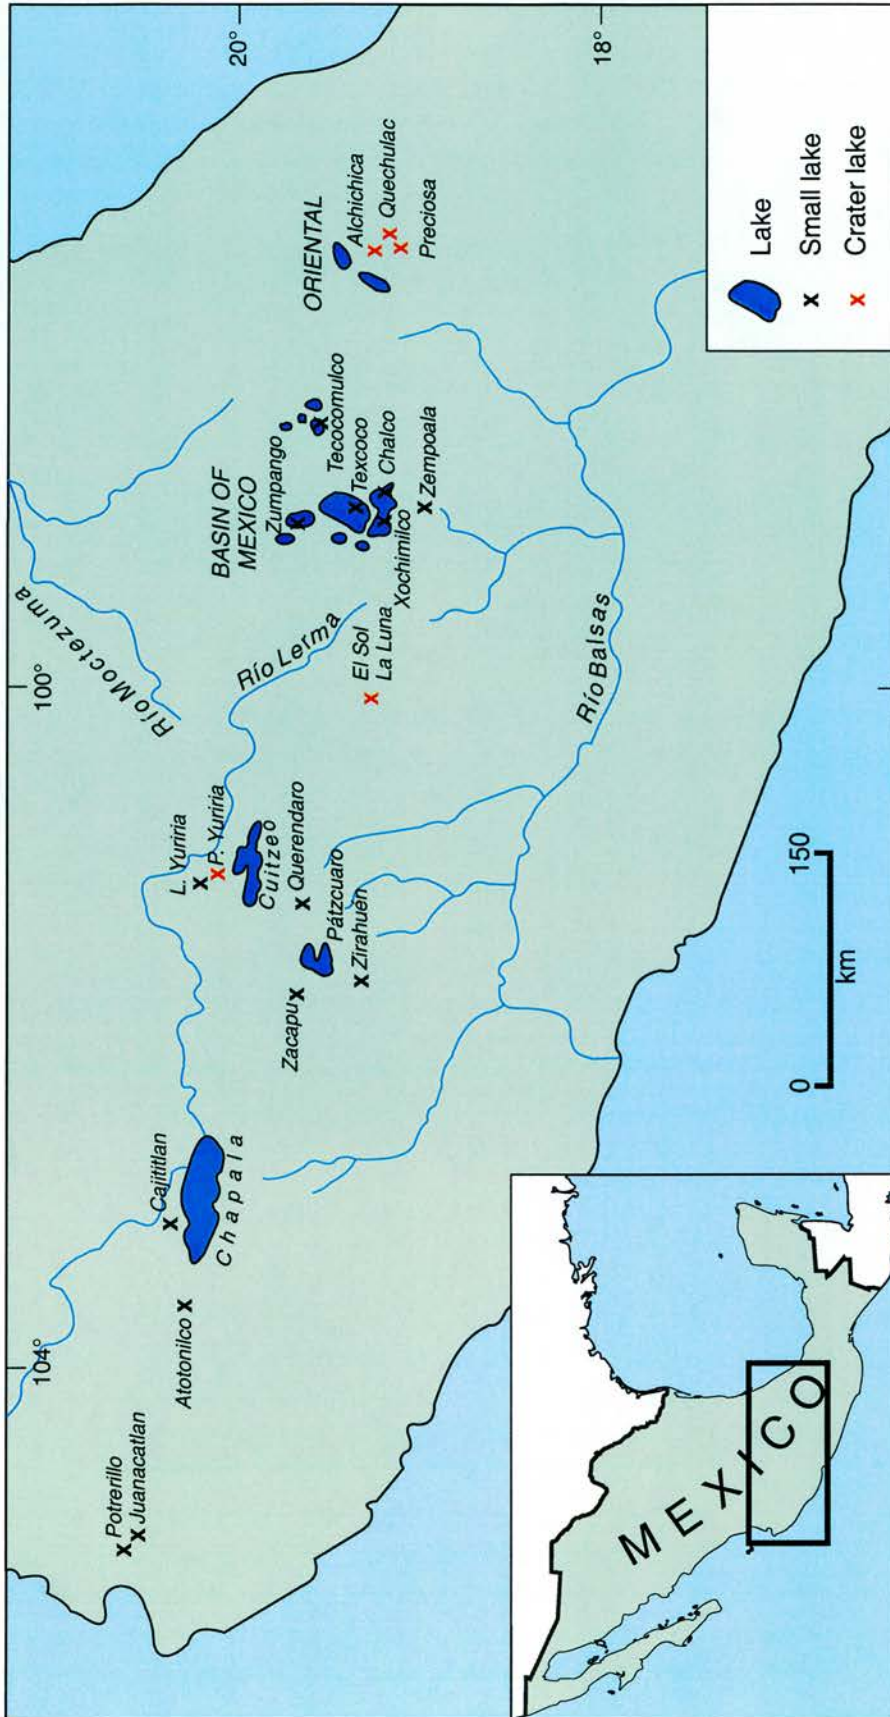 104°
100°
20°
18°
Potrerillo
Juanacatlan
Atotonilco
Cajititlan
Chapala
Zacapu
Pátzcuaro
Zirahuén
L. Yuriria
P. Yuriria
Cuitzeo
Querendaro
Río Moctezuma
Río Lerma
El Sol
La Luna
BASIN OF
MEXICO
Zumpango
Tecocomulco
Texcoco
Chalco
Xochimilco
Zempoala
ORIENTAL
Alchichica
Quechulac
Preciosa
Río Balsas
MEXICO
0
150
km
Lake
Small lake
Crater lake